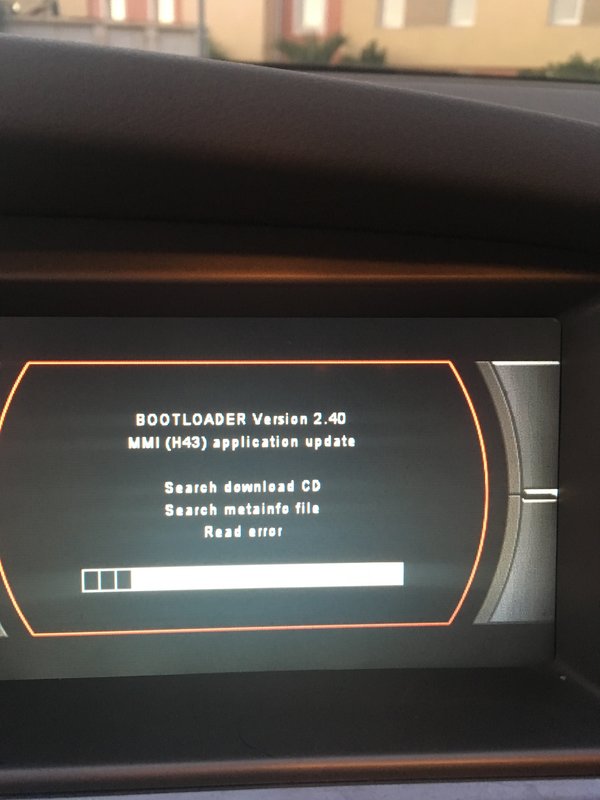 BOOTLOADER Version 2.40
MMI (H43) application update
Search download CD
Search metainfo file
Read error